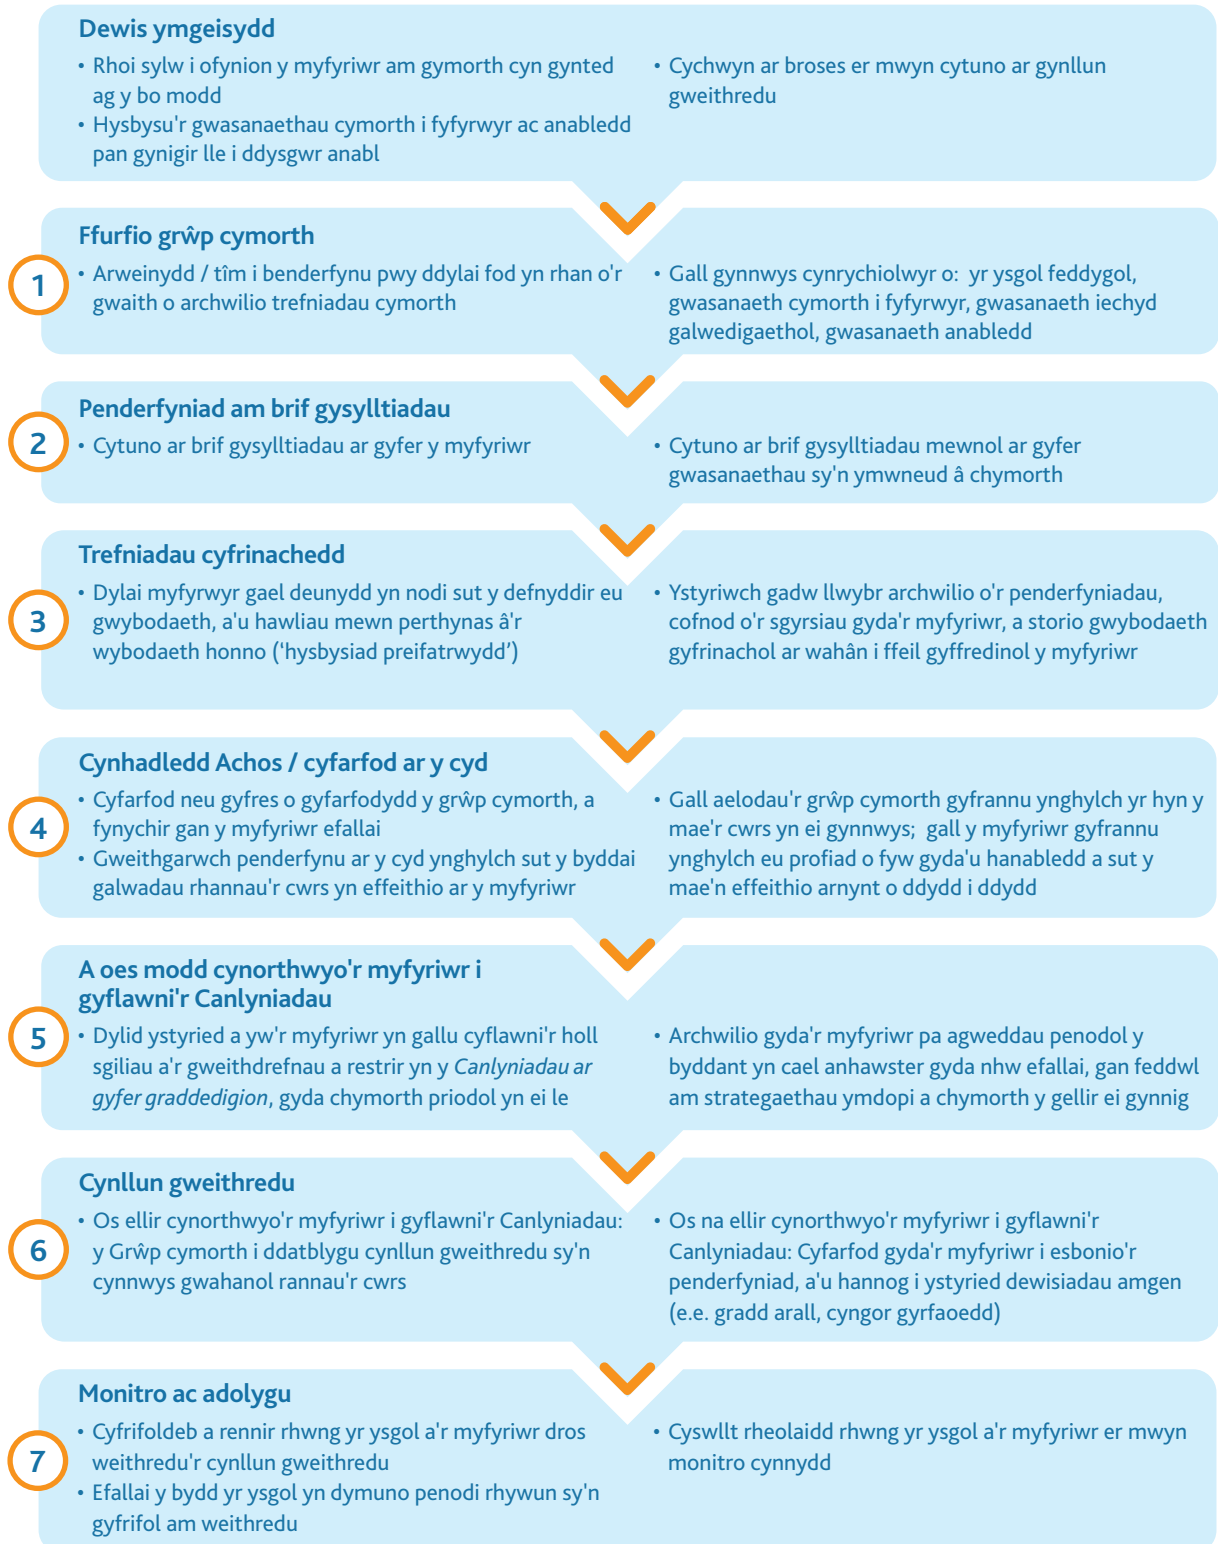 Dewis ymgeisydd
• Rhoi sylw i ofynion y myfyriwr am gymorth cyn gynted
ag y bo modd
• Hysbysu'r gwasanaethau cymorth i fyfyrwyr ac anabledd
pan gynigir lle i ddysgwr anabl
• Cychwyn ar broses er mwyn cytuno ar gynllun
gweithredu
1
Ffurfio grŵp cymorth
• Arweinydd / tîm i benderfynu pwy ddylai fod yn rhan o'r
gwaith o archwilio trefniadau cymorth
• Gall gynnwys cynrychiolwyr o: yr ysgol feddygol,
gwasanaeth cymorth i fyfyrwyr, gwasanaeth iechyd
galwedigaethol, gwasanaeth anabledd
2
Penderfyniad am brif gysylltiadau
• Cytuno ar brif gysylltiadau ar gyfer y myfyriwr
• Cytuno ar brif gysylltiadau mewnol ar gyfer
gwasanaethau sy'n ymwneud â chymorth
3
Trefniadau cyfrinachedd
• Dylai myfyrwyr gael deunydd yn nodi sut y defnyddir eu
gwybodaeth, a'u hawliau mewn perthynas â'r
wybodaeth honno ('hysbysiad preifatrwydd')
• Ystyriwch gadw llwybr archwilio o'r penderfyniadau,
cofnod o'r sgyrsiau gyda'r myfyriwr, a storio gwybodaeth
gyfrinachol ar wahân i ffeil gyffredinol y myfyriwr
4
Cynhadledd Achos / cyfarfod ar y cyd
• Cyfarfod neu gyfres o gyfarfodydd y grŵp cymorth, a
fynychir gan y myfyriwr efallai
• Gweithgarwch penderfynu ar y cyd ynghylch sut y byddai
galwadau rhannau'r cwrs yn effeithio ar y myfyriwr
• Gall aelodau'r grŵp cymorth gyfrannu ynghylch yr hyn y
mae'r cwrs yn ei gynnwys; gall y myfyriwr gyfrannu
ynghylch eu profiad o fyw gyda'u hanabledd a sut y
mae'n effeithio arnynt o ddydd i ddydd
5
A oes modd cynorthwyo'r myfyriwr i
gyflawni'r Canlyniadau
• Dylid ystyried a yw'r myfyriwr yn gallu cyflawni'r holl
sgiliau a'r gweithdrefnau a restrir yn y Canlyniadau ar
gyfer graddedigion, gyda chymorth priodol yn ei le
• Archwilio gyda'r myfyriwr pa agweddau penodol y
byddant yn cael anhawster gyda nhw efallai, gan feddwl
am strategaethau ymdopi a chymorth y gellir ei gynnig
6
Cynllun gweithredu
• Os ellir cynorthwyo'r myfyriwr i gyflawni'r Canlyniadau:
y Grŵp cymorth i ddatblygu cynllun gweithredu sy'n
cynnwys gwahanol rannau'r cwrs
• Os na ellir cynorthwyo'r myfyriwr i gyflawni'r
Canlyniadau: Cyfarfod gyda'r myfyriwr i esbonio'r
penderfyniad, a'u hannog i ystyried dewisiadau amgen
(e.e. gradd arall, cyngor gyrfaoedd)
7
Monitro ac adolygu
• Cyfrifoldeb a rennir rhwng yr ysgol a'r myfyriwr dros
weithredu'r cynllun gweithredu
• Efallai y bydd yr ysgol yn dymuno penodi rhywun sy'n
gyfrifol am weithredu
• Cyswllt rheolaidd rhwng yr ysgol a'r myfyriwr er mwyn
monitro cynnydd